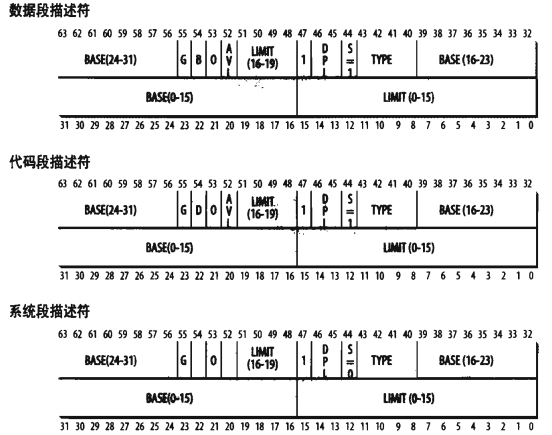 数据段描述符
63 62 61 60 59 58 57 56 55 54 53 52 51 50 49 48 47 46 45 44 43 42 41 40 39 38 37 36 35 34 33 32
BASE(24-31) G B O AVL LIMIT (16-19) 1 DPL S=1 TYPE BASE (16-23)
BASE(0-15) LIMIT (0-15)
31 30 29 28 27 26 25 24 23 22 21 20 19 18 17 16 15 14 13 12 11 10 9 8 7 6 5 4 3 2 1 0
代码段描述符
63 62 61 60 59 58 57 56 55 54 53 52 51 50 49 48 47 46 45 44 43 42 41 40 39 38 37 36 35 34 33 32
BASE(24-31) G D O AVL LIMIT (16-19) 1 DPL S=1 TYPE BASE (16-23)
BASE(0-15) LIMIT (0-15)
31 30 29 28 27 26 25 24 23 22 21 20 19 18 17 16 15 14 13 12 11 10 9 8 7 6 5 4 3 2 1 0
系统段描述符
63 62 61 60 59 58 57 56 55 54 53 52 51 50 49 48 47 46 45 44 43 42 41 40 39 38 37 36 35 34 33 32
BASE(24-31) G O LIMIT (16-19) 1 DPL S=0 TYPE BASE (16-23)
BASE(0-15) LIMIT (0-15)
31 30 29 28 27 26 25 24 23 22 21 20 19 18 17 16 15 14 13 12 11 10 9 8 7 6 5 4 3 2 1 0